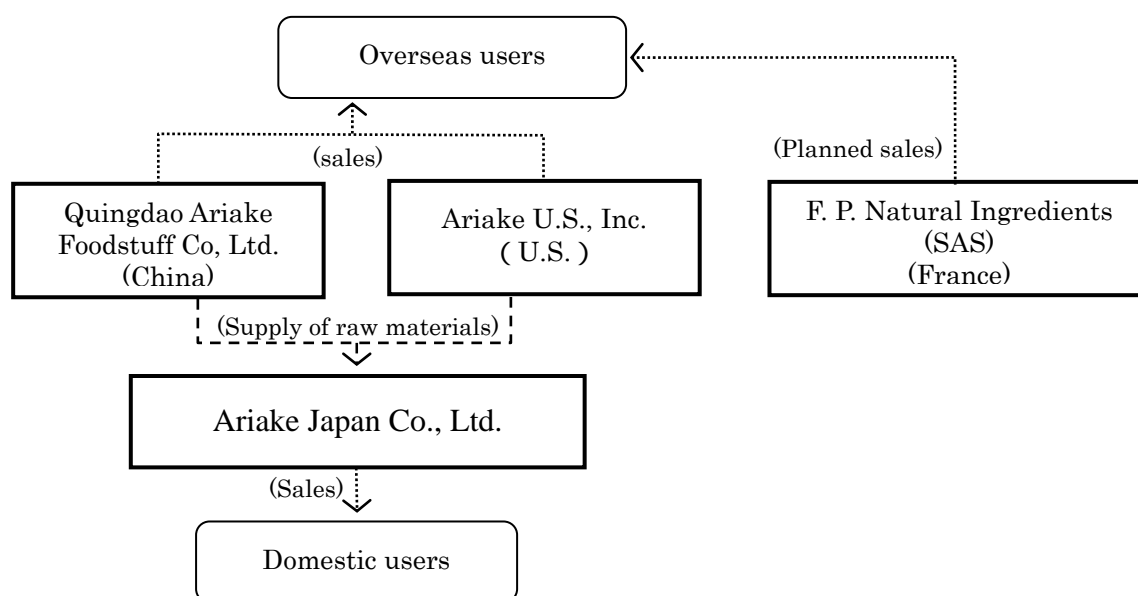 Overseas users
(sales)
(Planned sales)
Quingdao Ariake
Foodstuff Co, Ltd.
(China)
Ariake U.S., Inc.
( U.S. )
F. P. Natural Ingredients
(SAS)
(France)
(Supply of raw materials)
Ariake Japan Co., Ltd.
(Sales)
Domestic users